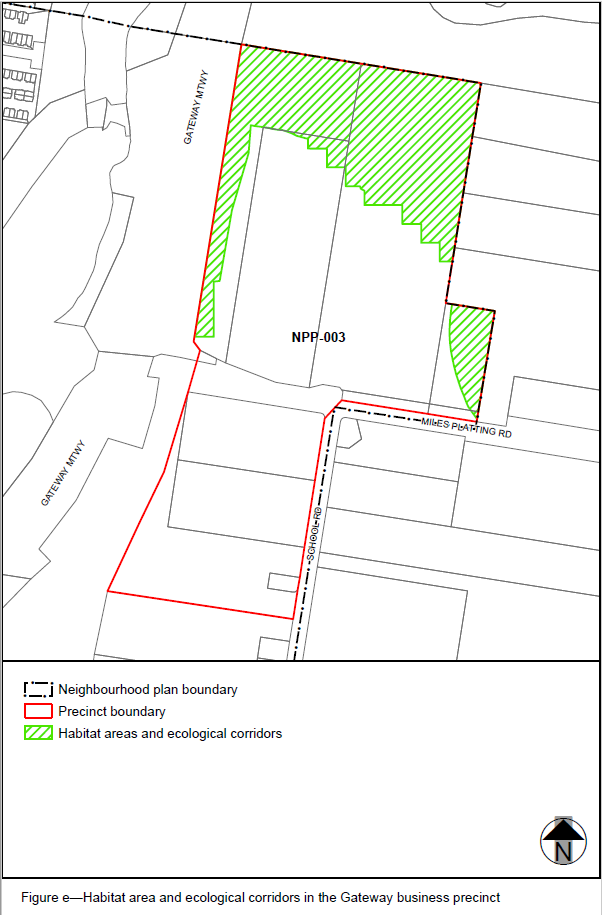 GATEWAY MTWY
NPP-003
MILES PLATTING RD
GATEWAY MTWY
SCHOOL RD
Neighbourhood plan boundary
Precinct boundary
Habitat areas and ecological corridors
N
Figure e—Habitat area and ecological corridors in the Gateway business precinct